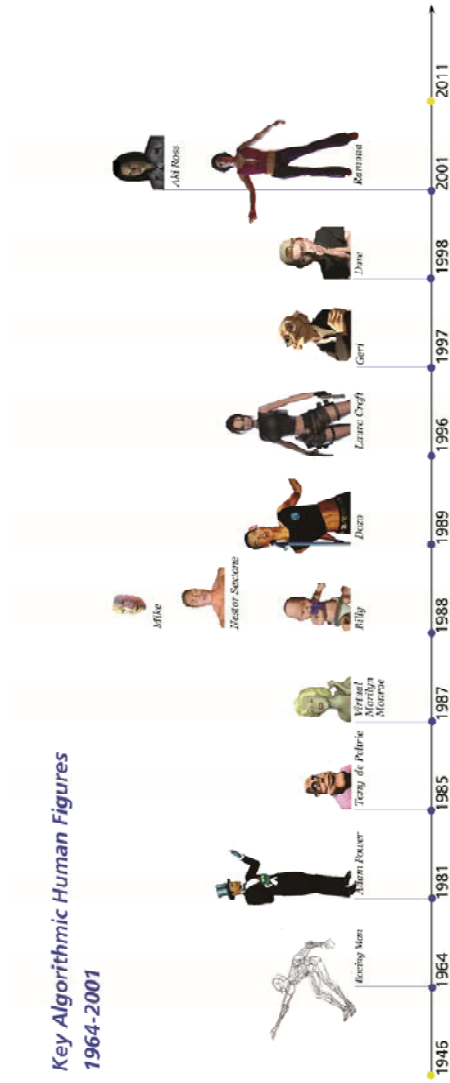 Key Algorithmic Human Figures
1964-2001
Boeing Man
Adam Power
Tony de Peltrie
Virtual
Marilyn
Monroe
Mike
Nestor Sextone
Billy
Dozo
Laura Croft
Geri
Dave
Aki Ross
Ramona
1946
1964
1981
1985
1987
1988
1989
1996
1997
1998
2001
2011